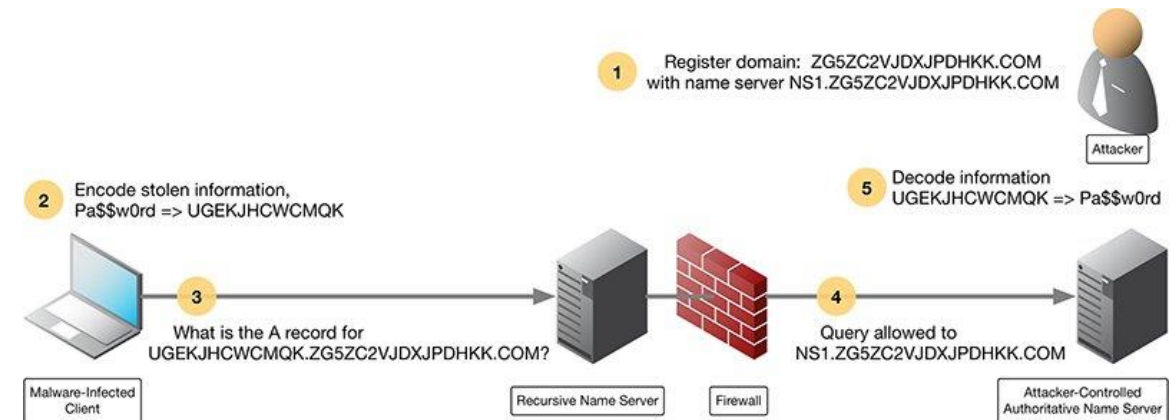 1
Register domain: ZG5ZC2VJDXJPDHKK.COM
with name server NS1.ZG5ZC2VJDXJPDHKK.COM
Attacker
2
Encode stolen information,
Pa$$w0rd => UGEKJHCWCMQK
5
Decode information
UGEKJHCWCMQK => Pa$$w0rd
3
What is the A record for
UGEKJHCWCMQK.ZG5ZC2VJDXJPDHKK.COM?
4
Query allowed to
NS1.ZG5ZC2VJDXJPDHKK.COM
Malware-Infected
Client
Recursive Name Server
Firewall
Attacker-Controlled
Authoritative Name Server